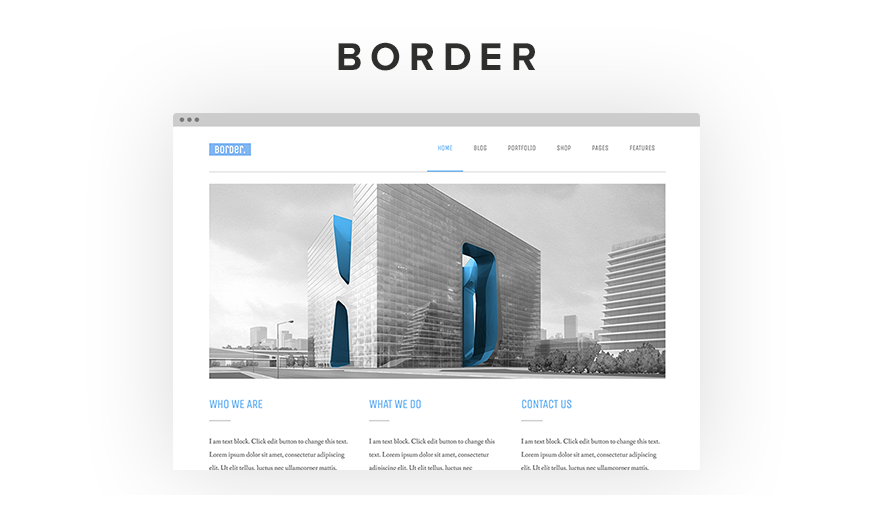 BORDER
Border.
HOME BLOG PORTFOLIO SHOP PAGES FEATURES
WHO WE ARE
I am text block. Click edit button to change this text.
Lorem ipsum dolor sit amet, consectetur adipiscing
elit. Ut elit tellus, luctus nec ullamcorper mattis,
WHAT WE DO
I am text block. Click edit button to change this
text. Lorem ipsum dolor sit amet, consectetur
adipiscing elit. Ut elit tellus, luctus nec
CONTACT US
I am text block. Click edit button to change this text.
Lorem ipsum dolor sit amet, consectetur adipiscing
elit. Ut elit tellus, luctus nec ullamcorper mattis.